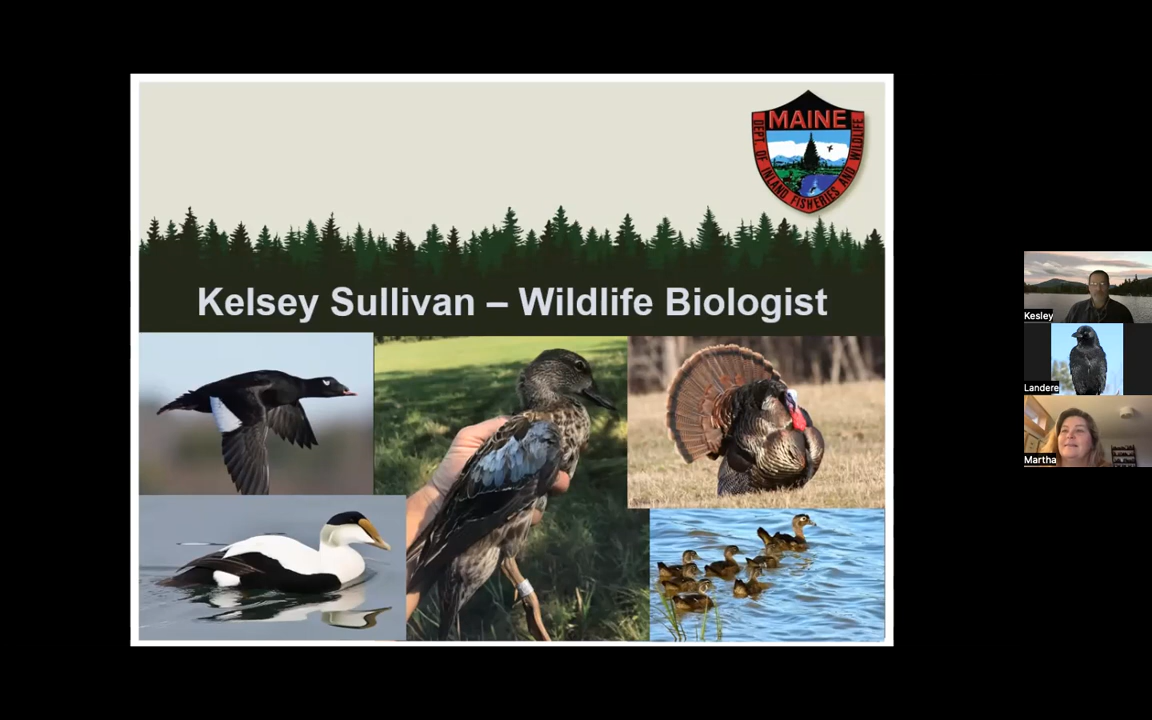 MAINE
DEPT. OF INLAND FISHERIES AND WILDLIFE
Kelsey Sullivan – Wildlife Biologist
Kesley
Landere
Martha